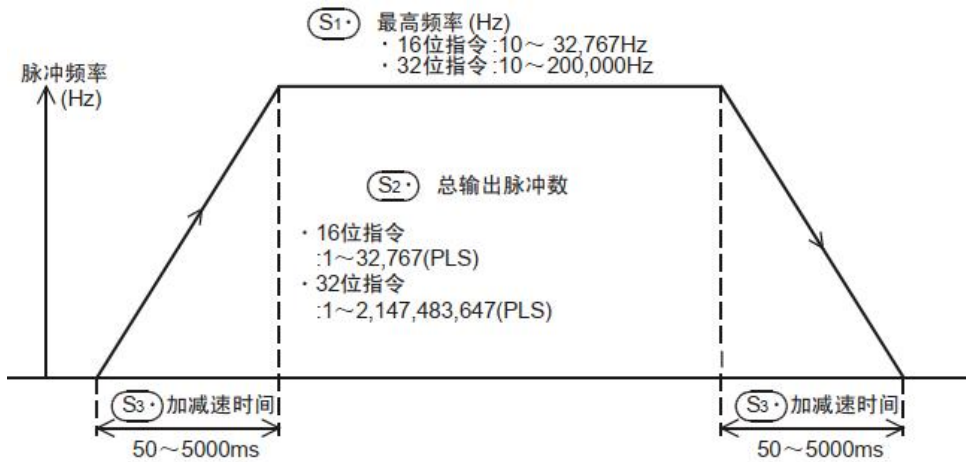 S1· 最高频率 (Hz)
· 16位指令 :10～ 32,767Hz
· 32位指令 :10～200,000Hz
脉冲频率
(Hz)
S2· 总输出脉冲数
· 16位指令
:1～32,767(PLS)
· 32位指令
:1～2,147,483,647(PLS)
S3· 加减速时间
50～5000ms
S3· 加减速时间
50～5000ms